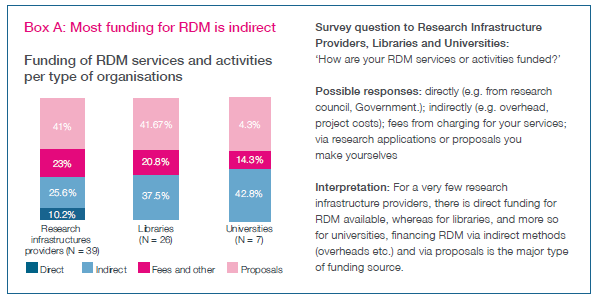 Box A: Most funding for RDM is indirect
Funding of RDM services and activities
per type of organisations
41%
23%
25.6%
10.2%
Research
infrastructures
providers (N = 39)
41.67%
20.8%
37.5%
Libraries
(N = 26)
4.3%
14.3%
42.8%
Universities
(N = 7)
Direct
Indirect
Fees and other
Proposals
Survey question to Research Infrastructure
Providers, Libraries and Universities:
‘How are your RDM services or activities funded?’
Possible responses: directly (e.g. from research
council, Government.); indirectly (e.g. overhead,
project costs); fees from charging for your services;
via research applications or proposals you
make yourselves
Interpretation: For a very few research
infrastructure providers, there is direct funding for
RDM available, whereas for libraries, and more so
for universities, financing RDM via indirect methods
(overheads etc.) and via proposals is the major type
of funding source.